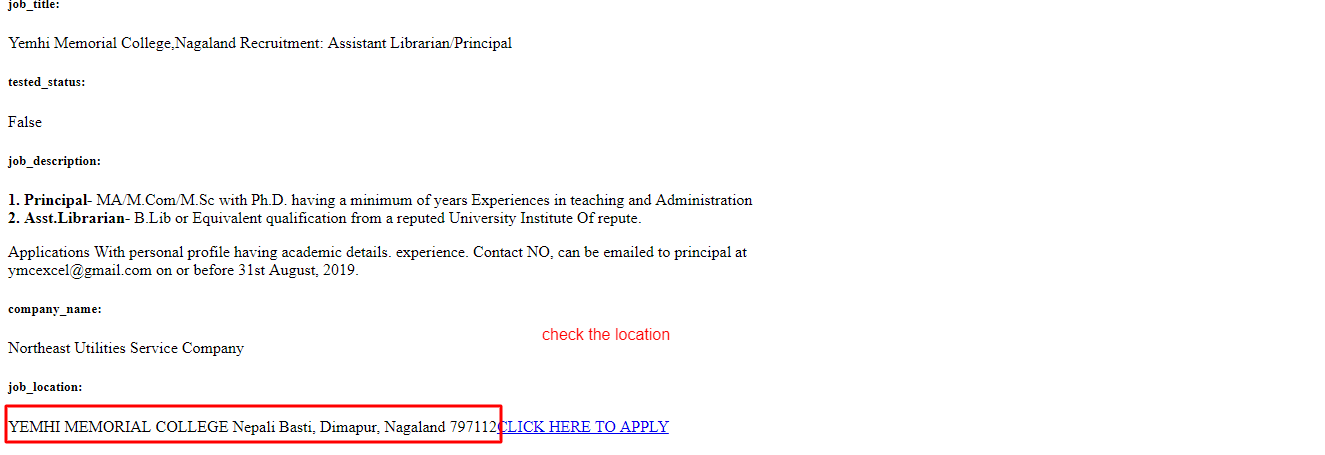 job_title:
Yemhi Memorial College,Nagaland Recruitment: Assistant Librarian/Principal
tested_status:
False
job_description:
1. Principal- MA/M.Com/M.Sc with Ph.D. having a minimum of years Experiences in teaching and Administration
2. Asst.Librarian- B.Lib or Equivalent qualification from a reputed University Institute Of repute.
Applications With personal profile having academic details. experience. Contact NO, can be emailed to principal at
ymcexcel@gmail.com on or before 31st August, 2019.
company_name:
check the location
Northeast Utilities Service Company
job_location:
YEMHI MEMORIAL COLLEGE Nepali Basti, Dimapur, Nagaland 797112CLICK HERE TO APPLY